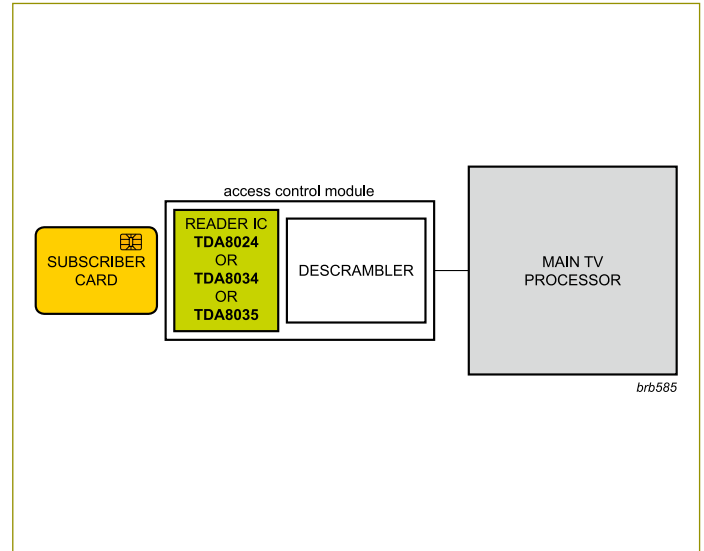 access control module
SUBSCRIBER
CARD
READER IC
TDA8024
OR
TDA8034
OR
TDA8035
DESCRAMBLER
MAIN TV
PROCESSOR
brb585